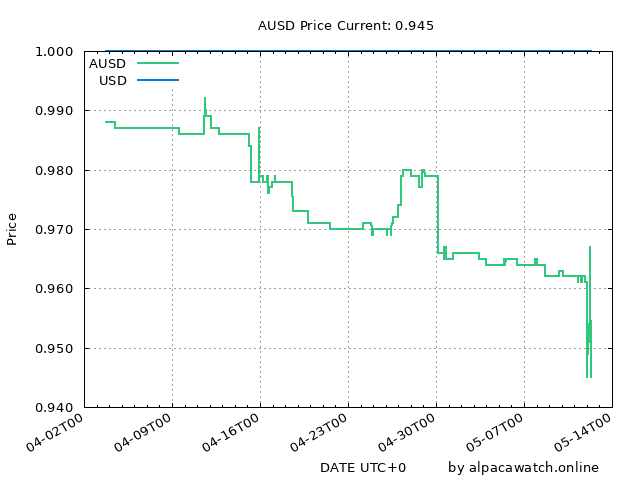 AUSD Price Current: 0.945
1.000
AUSD
USD
0.990
0.980
0.970
Price
0.960
0.950
0.940
04-02T00 04-09T00 04-16T00 04-23T00 04-30T00 05-07T00 05-14T00
DATE UTC+0 by alpacawatch.online